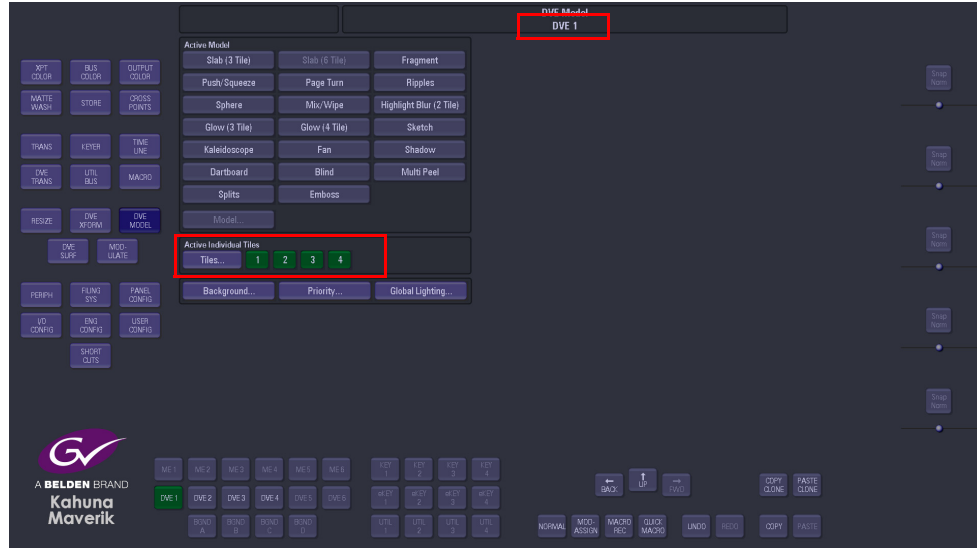 DVE Model
DVE 1
Active Model
Slab (3 Tile) Slab (6 Tile) Fragment
Push/Squeeze Page Turn Ripples
Sphere Mix/Wipe Highlight Blur (2 Tile)
Glow (3 Tile) Glow (4 Tile) Sketch
Kaleidoscope Fan Shadow
Dartboard Blind Multi Peel
Splits Emboss
Model...
Active Individual Tiles
Tiles... 1 2 3 4
Background... Priority... Global Lighting...
XPT COLOR
BUS COLOR
OUTPUT COLOR
MATTE WASH
STORE
CROSS POINTS
TRANS
KEYER
TIME LINE
DVE TRANS
UTIL BUS
MACRO
RESIZE
DVE XFORM
DVE MODEL
DVE SURF
MOD-ULATE
PERIPH
FILING SYS
PANEL CONFIG
I/O CONFIG
ENG CONFIG
USER CONFIG
SHORT CUTS
Snap Norm
Snap Norm
Snap Norm
Snap Norm
Snap Norm
GV
A BELDEN BRAND
Kahuna
Maverik
ME 1 ME 2 ME 3 ME 4 ME 5 ME 6
DVE 1 DVE 2 DVE 3 DVE 4 DVE 5 DVE 6
BGND A BGND B BGND C BGND D
KEY 1 KEY 2 KEY 3 KEY 4
øKEY 1 øKEY 2 øKEY 3 øKEY 4
UTIL 1 UTIL 2 UTIL 3 UTIL 4
BACK UP FWD
COPY CLONE PASTE CLONE
NORMAL MOD-ASSIGN MACRO REC QUICK MACRO UNDO REDO COPY PASTE